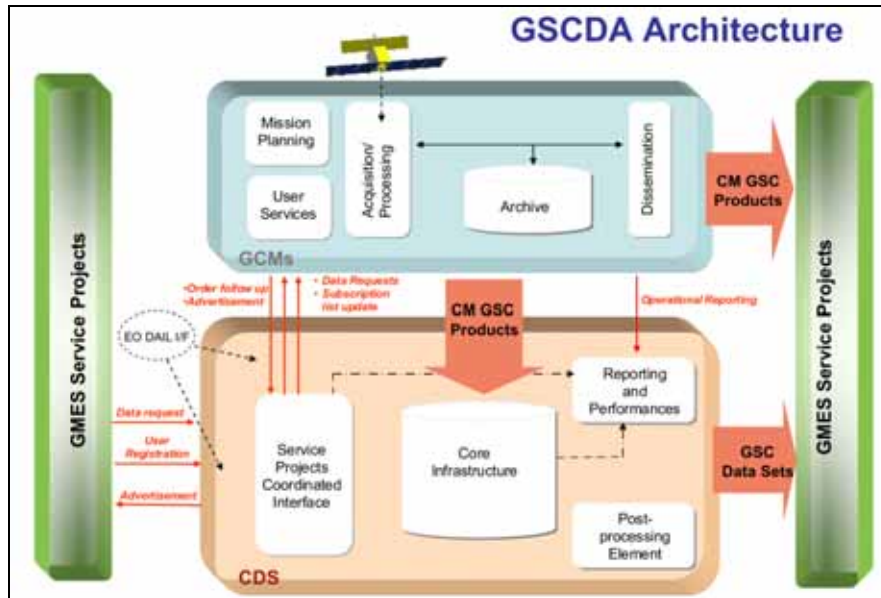 GSCDA Architecture
GMES Service Projects
Mission
Planning
User
Services
Acquisition/
Processing
Archive
Dissemination
GCMs
CM GSC
Products
GMES Service Projects
•Order follow up
•Advertisement
• Data Requests
• Subscription
list update
CM GSC
Products
Operational Reporting
EO DAIL I/F
Data request
User
Registration
Advertisement
Service
Projects
Coordinated
Interface
Core
Infrastructure
Reporting
and
Performances
Post-
processing
Element
GSC
Data Sets
CDS